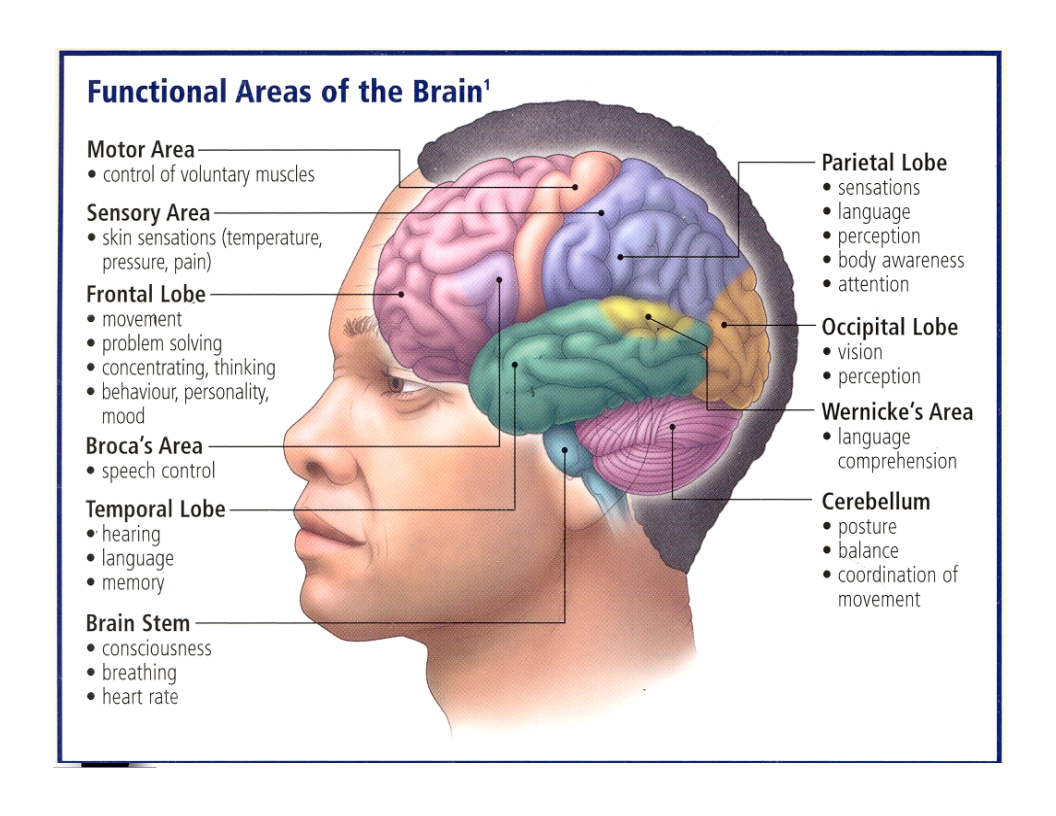 Functional Areas of the Brain¹
Motor Area
• control of voluntary muscles
Sensory Area
• skin sensations (temperature,
pressure, pain)
Frontal Lobe
• movement
• problem solving
• concentrating, thinking
• behaviour, personality,
mood
Broca's Area
• speech control
Temporal Lobe
• hearing
• language
• memory
Brain Stem
• consciousness
• breathing
• heart rate
Parietal Lobe
• sensations
• language
• perception
• body awareness
• attention
Occipital Lobe
• vision
• perception
Wernicke's Area
• language
comprehension
Cerebellum
• posture
• balance
• coordination of
movement